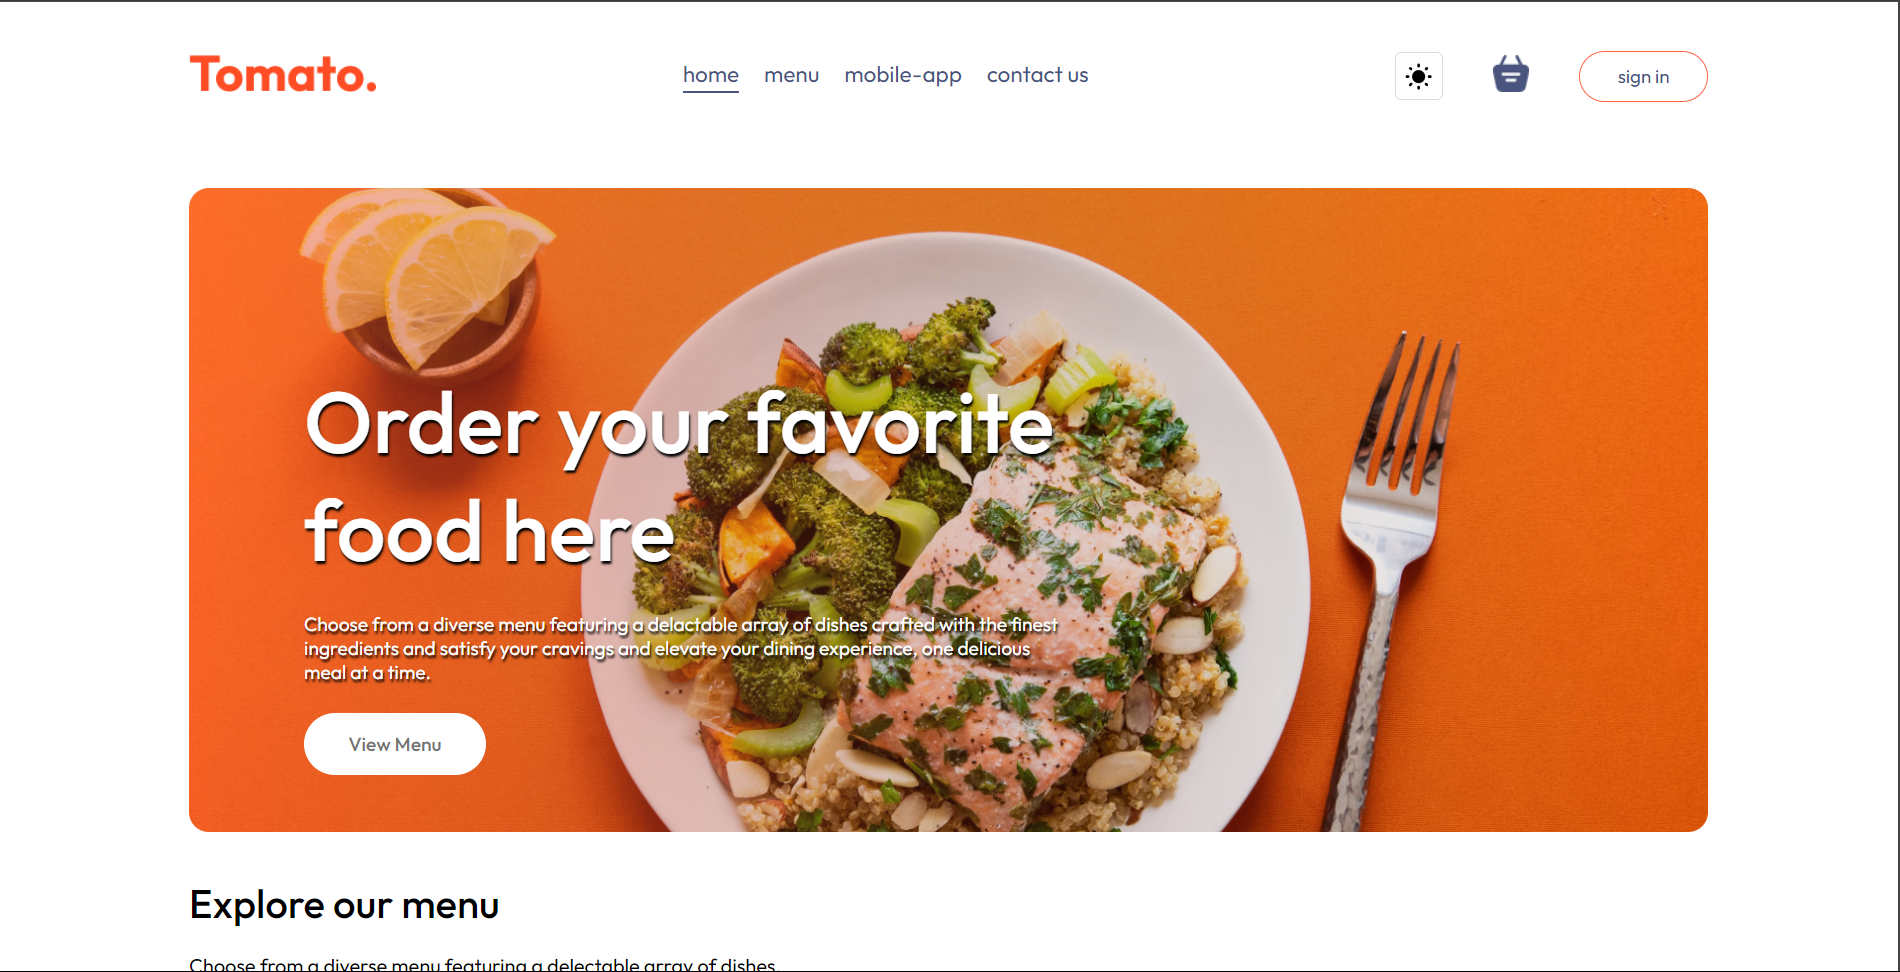 Tomato.
home menu mobile-app contact us
sign in
Order your favorite
food here
Choose from a diverse menu featuring a delactable array of dishes crafted with the finest
ingredients and satisfy your cravings and elevate your dining experience, one delicious
meal at a time.
View Menu
Explore our menu
Choose from a diverse menu featuring a delectable array of dishes.